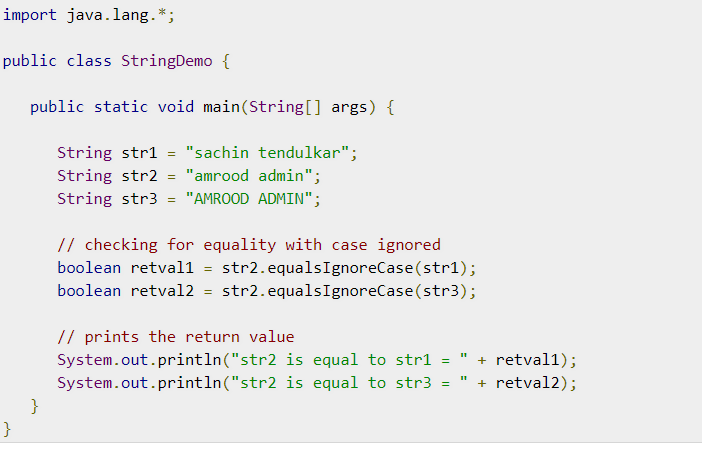 import java.lang.*;
public class StringDemo {
public static void main(String[] args) {
String str1 = "sachin tendulkar";
String str2 = "amrood admin";
String str3 = "AMROOD ADMIN";
// checking for equality with case ignored
boolean retval1 = str2.equalsIgnoreCase(str1);
boolean retval2 = str2.equalsIgnoreCase(str3);
// prints the return value
System.out.println("str2 is equal to str1 = " + retval1);
System.out.println("str2 is equal to str3 = " + retval2);
}
}